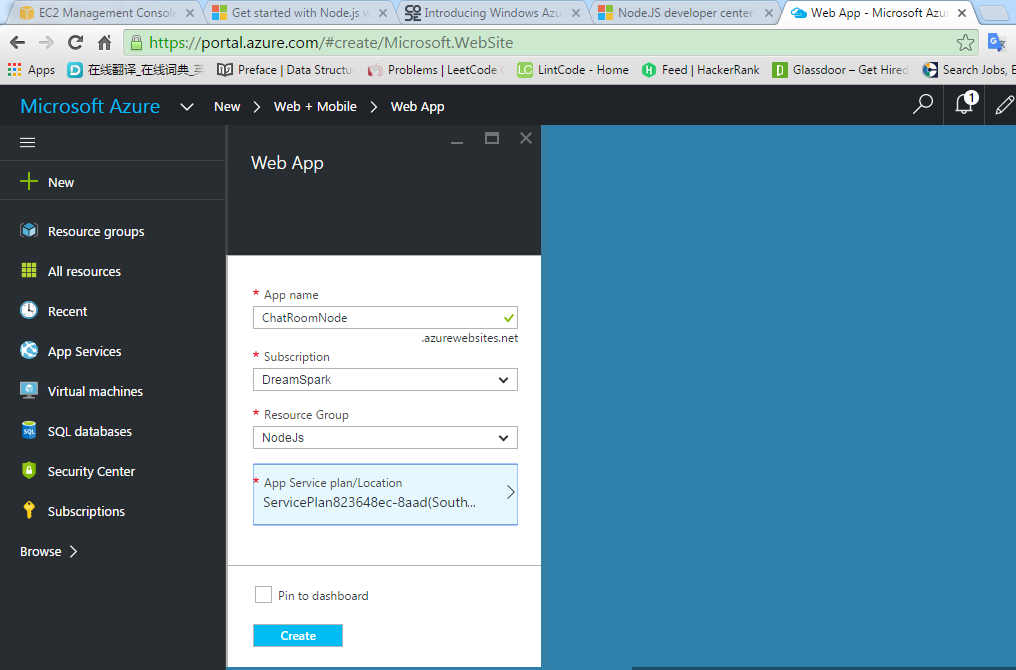 EC2 Management Console
Get started with Node.js w
Introducing Windows Azu
NodeJS developer center
Web App - Microsoft Azu
https://portal.azure.com/#create/Microsoft.WebSite
Apps
在线翻译_在线词典_英
Preface | Data Structu
Problems | LeetCode
LintCode - Home
Feed | HackerRank
Glassdoor – Get Hired
Search Jobs, E
Microsoft Azure
New > Web + Mobile > Web App
1
New
Resource groups
All resources
Recent
App Services
Virtual machines
SQL databases
Security Center
Subscriptions
Browse >
Web App
* App name
ChatRoomNode
.azurewebsites.net
* Subscription
DreamSpark
* Resource Group
NodeJs
* App Service plan/Location
ServicePlan823648ec-8aad(South...
Pin to dashboard
Create